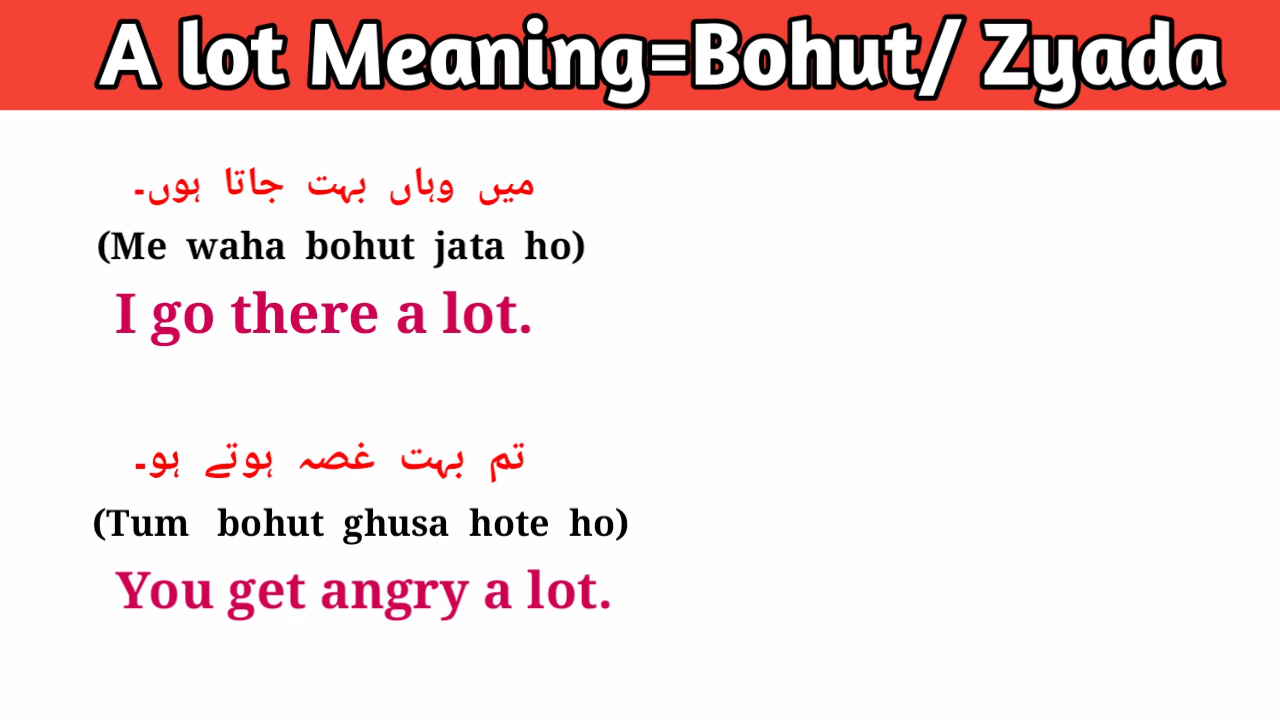 A lot Meaning=Bohut/ Zyada
میں وہاں بہت جاتا ہوں۔
(Me waha bohut jata ho)
I go there a lot.
تم بہت غصہ ہوتے ہو۔
(Tum bohut ghusa hote ho)
You get angry a lot.